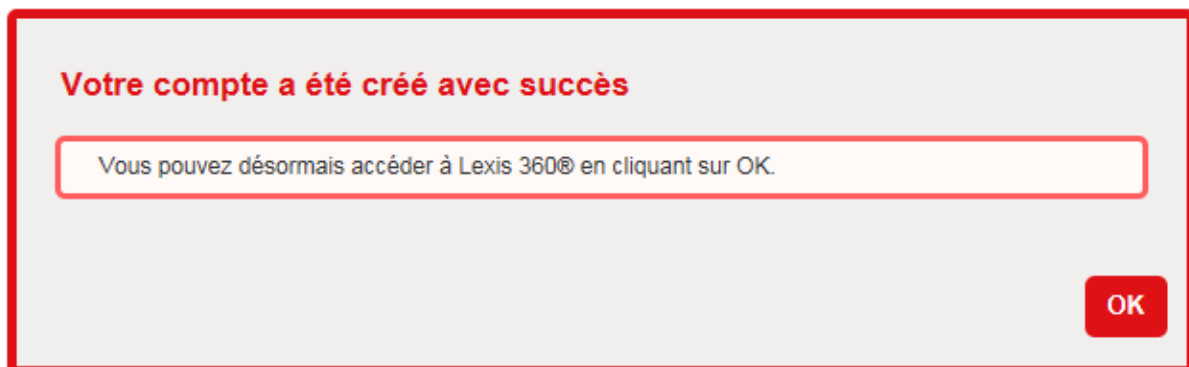 Votre compte a été créé avec succès
Vous pouvez désormais accéder à Lexis 360® en cliquant sur OK.
OK